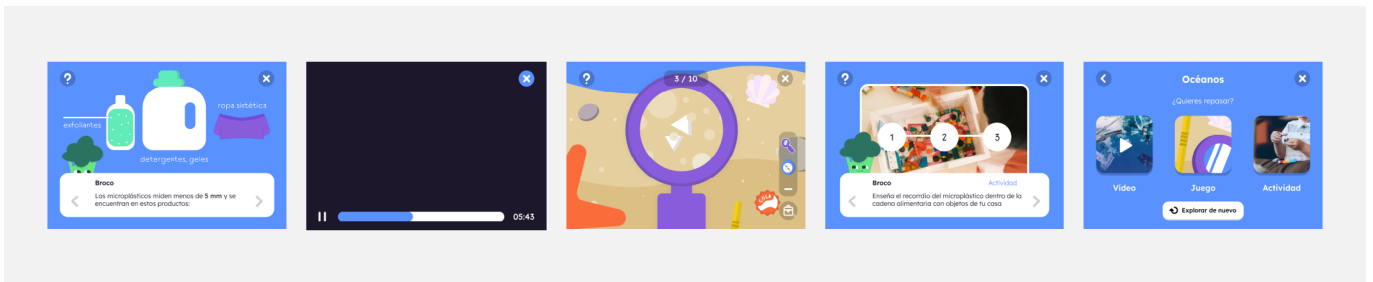 ?
×
ropa sintética
exfoliantes
detergentes, geles
Broco
Los microplásticos miden menos de 5 mm y se
encuentran en estos productos:
×
05:43
?
3 / 10
×
?
×
1 2 3
Broco
Actividad
Enseña el recorrdio del microplástico dentro de la
cadena alimentaria con objetos de tu casa
Océanos
×
¿Quieres repasar?
Vídeo
Juego
Actividad
Explorar de nuevo